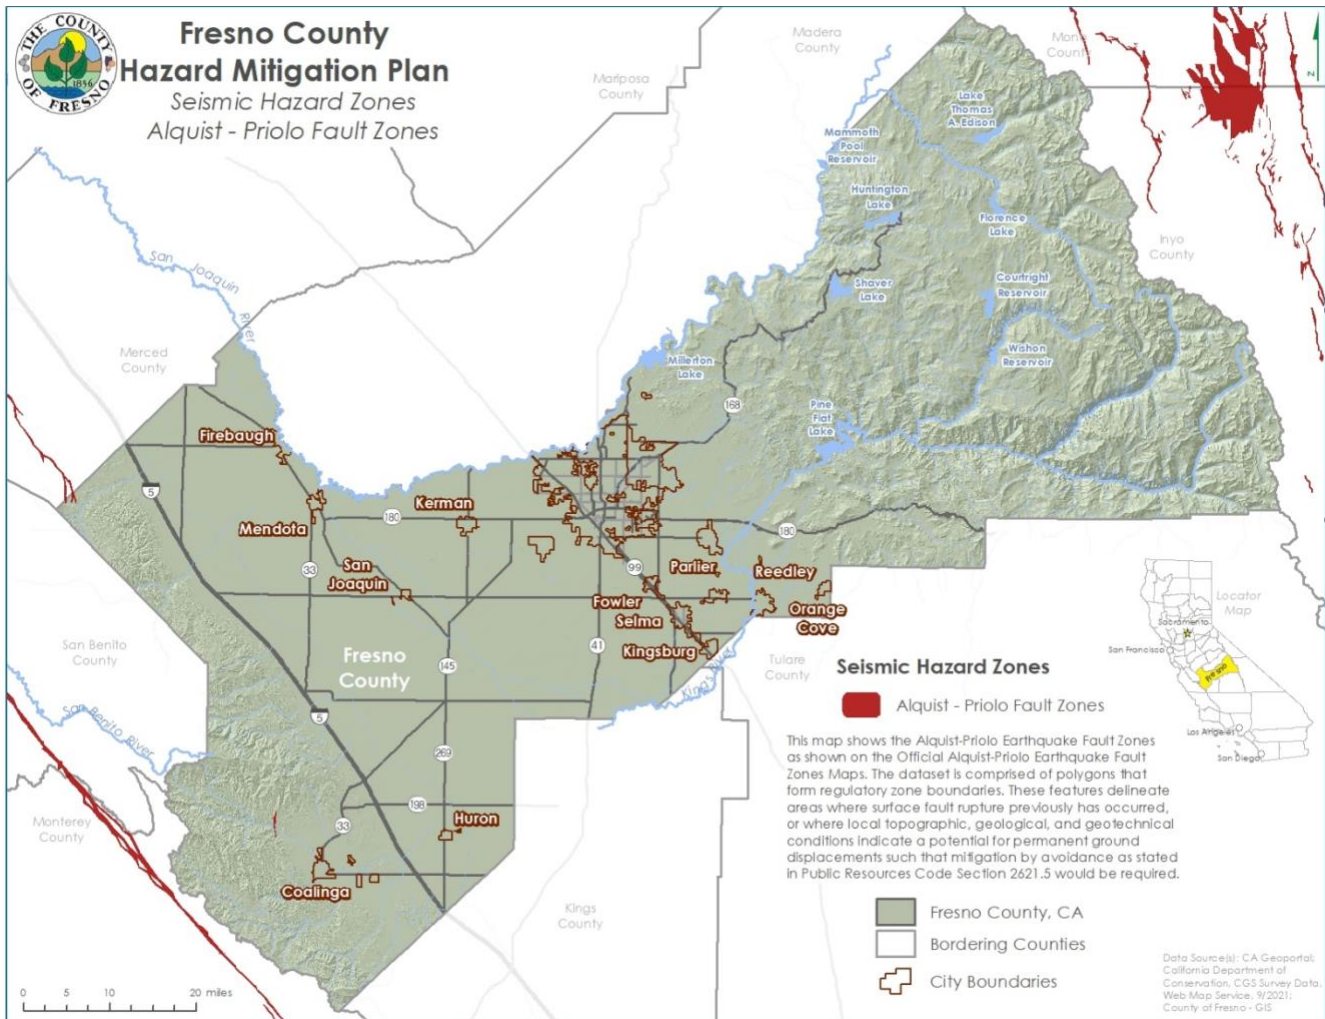 THE COUNTY
OF FRESNO
1856
Fresno County
Hazard Mitigation Plan
Seismic Hazard Zones
Alquist - Priolo Fault Zones
Madera
County
Mono
County
N
Mariposa
County
Lake
Thomas
A. Edison
Mammoth
Pool
Reservoir
Huntington
Lake
Florence
Lake
Inyo
County
San Joaquin
River
Shaver
Lake
Courtright
Reservoir
Merced
County
Wishon
Reservoir
Millerton
Lake
168
Pine
Flat
Lake
Firebaugh
5
Kerman
180
Mendota
180
San
Joaquin
33
99
Parlier
Reedley
Fowler
Orange
Cove
Selma
Kingsburg
41
San Benito
County
Fresno
County
145
Tulare
County
Kings River
San Benito
River
5
269
198
33
Huron
Monterey
County
Coalinga
Kings
County
Locator
Map
Sacramento
San Francisco
Fresno
Los Angeles
San Diego
Seismic Hazard Zones
Alquist - Priolo Fault Zones
This map shows the Alquist-Priolo Earthquake Fault Zones
as shown on the Official Alquist-Priolo Earthquake Fault
Zones Maps. The dataset is comprised of polygons that
form regulatory zone boundaries. These features delineate
areas where surface fault rupture previously has occurred,
or where local topographic, geological, and geotechnical
conditions indicate a potential for permanent ground
displacements such that mitigation by avoidance as stated
in Public Resources Code Section 2621.5 would be required.
Fresno County, CA
Bordering Counties
City Boundaries
0 5 10 20 miles
Data Source(s): CA Geoportal;
California Department of
Conservation, CGS Survey Data,
Web Map Service, 9/2021;
County of Fresno - GIS